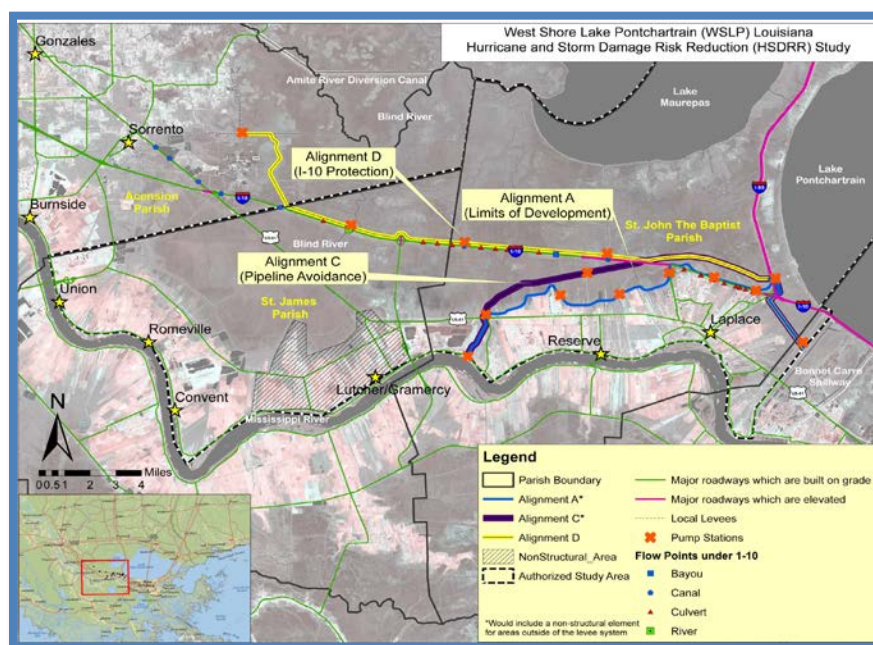 West Shore Lake Pontchartrain (WSLP) Louisiana
Hurricane and Storm Damage Risk Reduction (HSDRR) Study
Gonzales
Amite River Diversion Canal
Lake
Maurepas
Blind River
Sorrento
Alignment D
(I-10 Protection)
Lake
Pontchartrain
Acension
Parish
I-10
Alignment A
(Limits of Development)
Burnside
St. John The Baptist
Parish
Blind River
I-10
Alignment C
(Pipeline Avoidance)
Union
St. James
Parish
Laplace
Romeville
Reserve
Bonnet Carre
Spillway
Lutcher/Gramercy
Convent
Mississippi River
N
Miles
00.51 2 3 4
Legend
Parish Boundary
Alignment A*
Alignment C*
Alignment D
NonStructural_Area
Authorized Study Area
*Would include a non-structural element
for areas outside of the levee system
Major roadways which are built on grade
Major roadways which are elevated
Local Levees
Pump Stations
Flow Points under 1-10
Bayou
Canal
Culvert
River